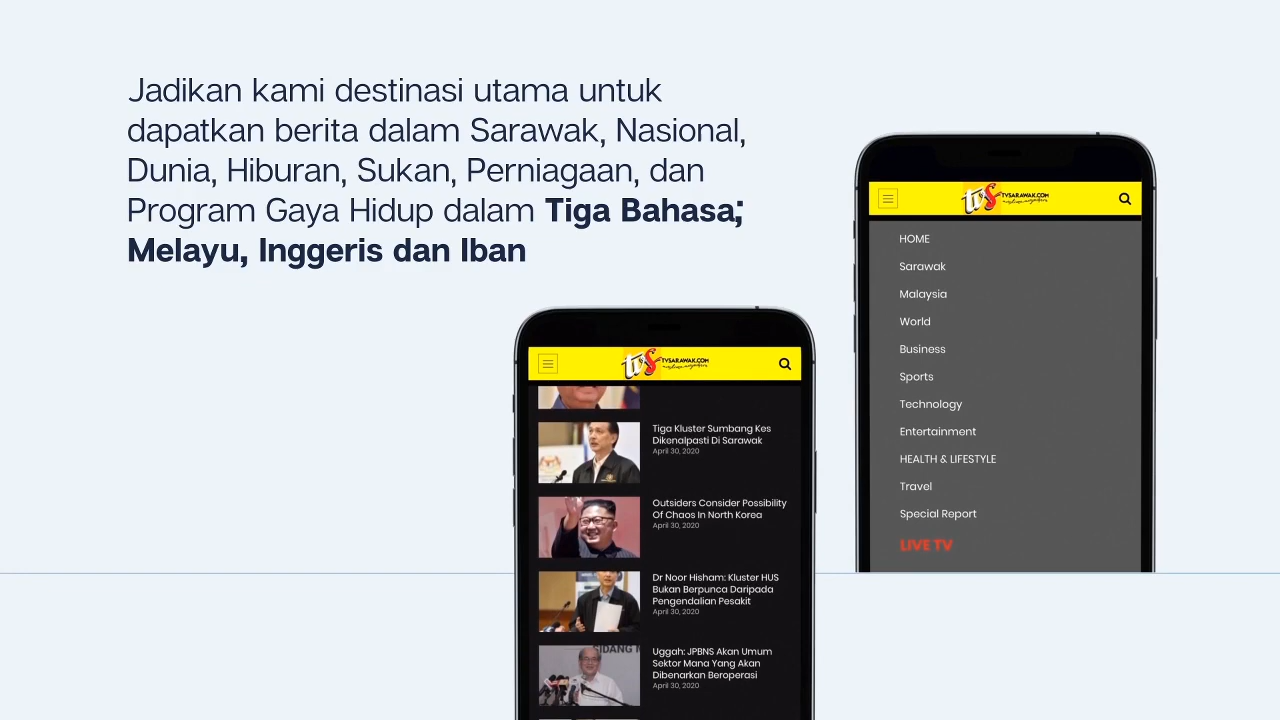 Jadikan kami destinasi utama untuk
dapatkan berita dalam Sarawak, Nasional,
Dunia, Hiburan, Sukan, Perniagaan, dan
Program Gaya Hidup dalam Tiga Bahasa;
Melayu, Inggeris dan Iban
tvS TVSARAWAK.COM
Tiga Kluster Sumbang Kes
Dikenalpasti Di Sarawak
April 30, 2020
Outsiders Consider Possibility
Of Chaos In North Korea
April 30, 2020
Dr Noor Hisham: Kluster HUS
Bukan Berpunca Daripada
Pengendalian Pesakit
April 30, 2020
SIDANG
Uggah: JPBNS Akan Umum
Sektor Mana Yang Akan
Dibenarkan Beroperasi
April 30, 2020
tvS TVSARAWAK.COM
HOME
Sarawak
Malaysia
World
Business
Sports
Technology
Entertainment
HEALTH & LIFESTYLE
Travel
Special Report
LIVE TV